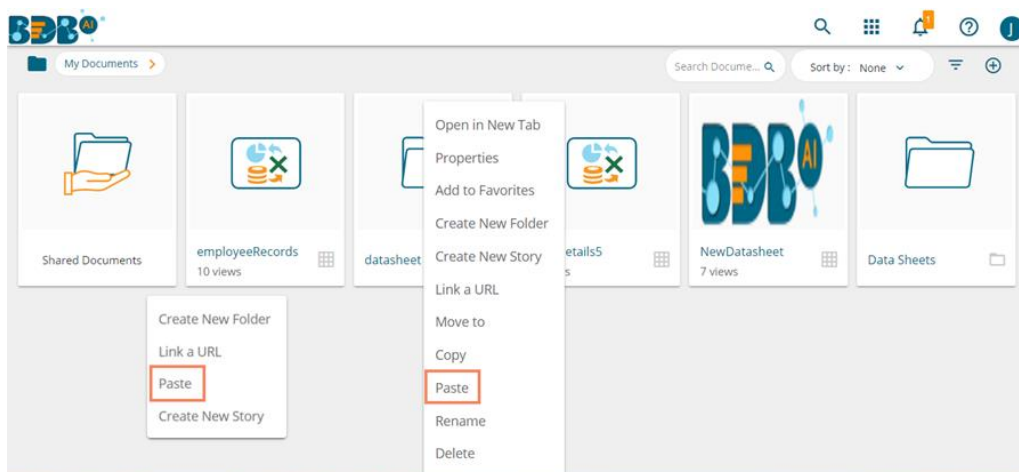 BDB AI
1
J
My Documents >
Search Docume...
Sort by : None
BDB AI
Shared Documents
employeeRecords
10 views
datasheet
etails5
s
NewDatasheet
7 views
Data Sheets
Create New Folder
Link a URL
Paste
Create New Story
Open in New Tab
Properties
Add to Favorites
Create New Folder
Create New Story
Link a URL
Move to
Copy
Paste
Rename
Delete